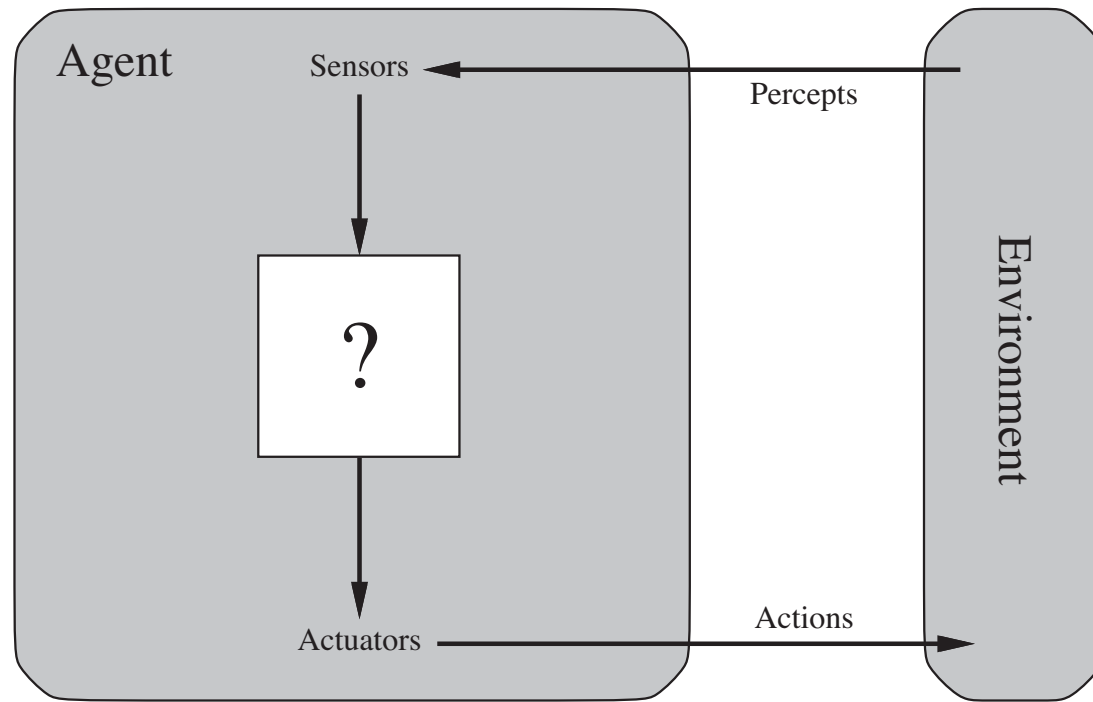 Agent
Sensors
Percepts
?
Environment
Actuators
Actions